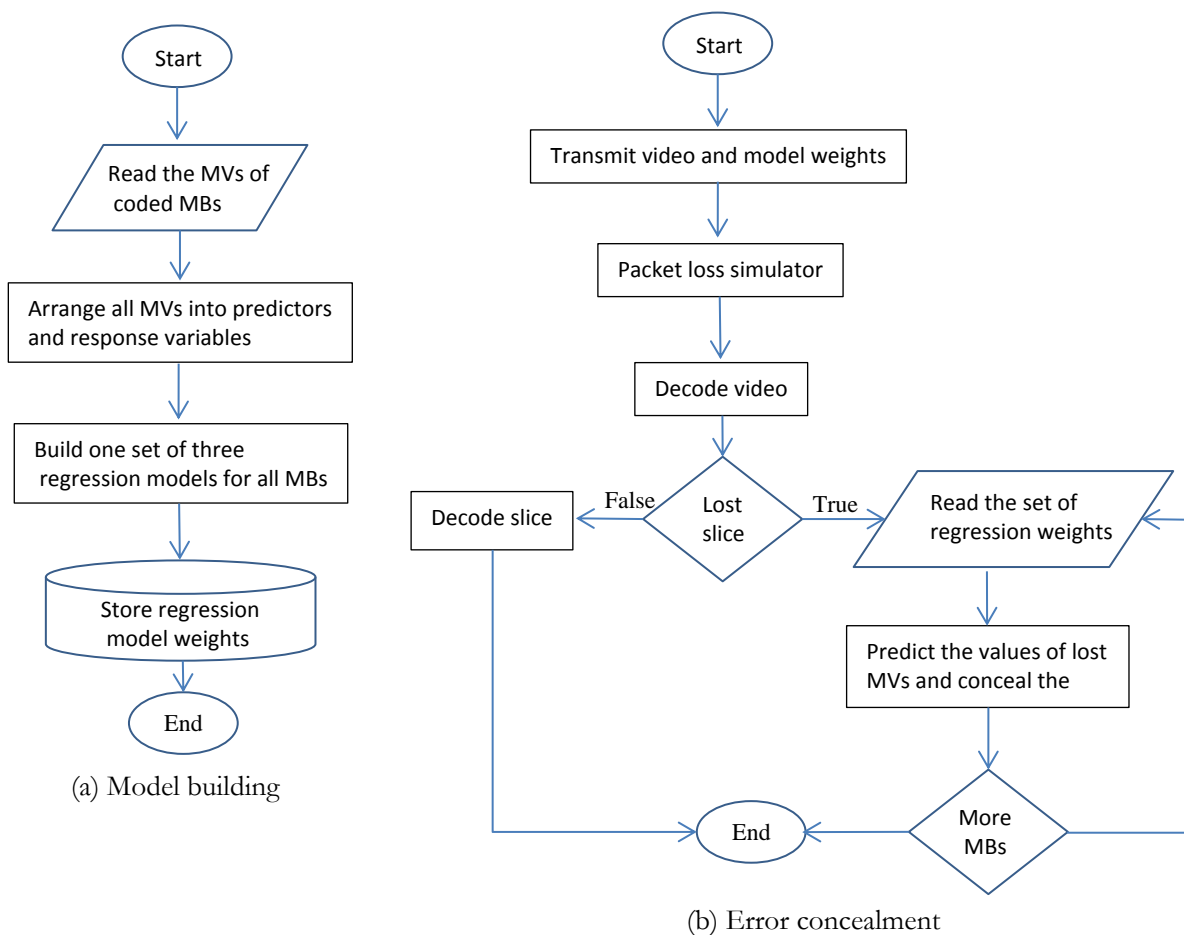 Start
Read the MVs of
coded MBs
Arrange all MVs into predictors
and response variables
Build one set of three
regression models for all MBs
Store regression
model weights
End
(a) Model building
Start
Transmit video and model weights
Packet loss simulator
Decode video
Lost
slice
False
True
Decode slice
Read the set of
regression weights
Predict the values of lost
MVs and conceal the
More
MBs
End
(b) Error concealment